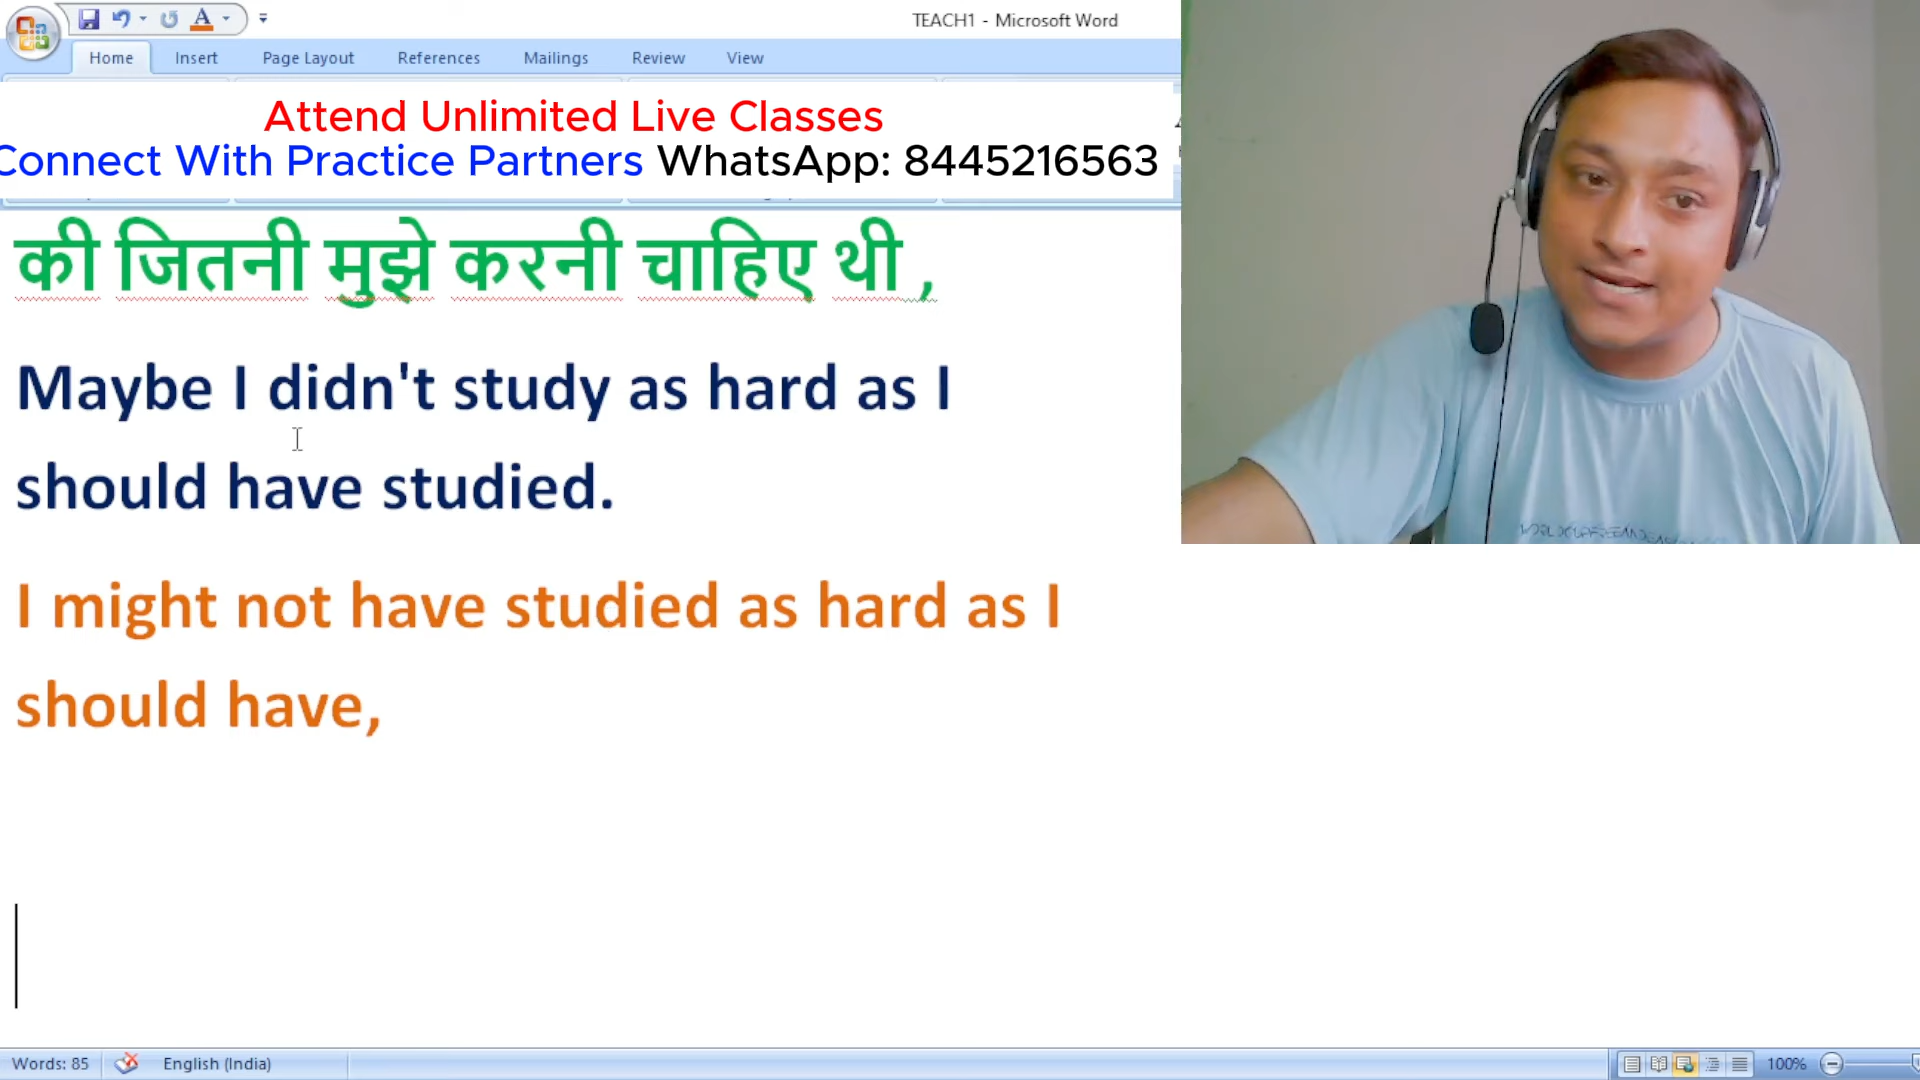 TEACH1 - Microsoft Word
Home Insert Page Layout References Mailings Review View
Attend Unlimited Live Classes
Connect With Practice Partners WhatsApp: 8445216563
की जितनी मुझे करनी चाहिए थी ,
Maybe I didn't study as hard as I
should have studied.
I might not have studied as hard as I
should have,
Words: 85 English (India) 100%